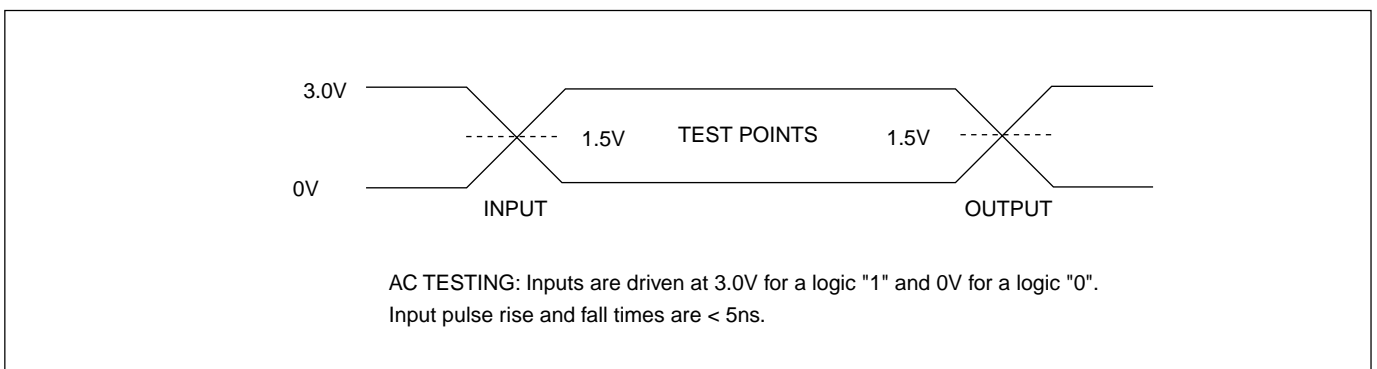 3.0V
1.5V TEST POINTS 1.5V
0V
INPUT OUTPUT
AC TESTING: Inputs are driven at 3.0V for a logic "1" and 0V for a logic "0".
Input pulse rise and fall times are < 5ns.